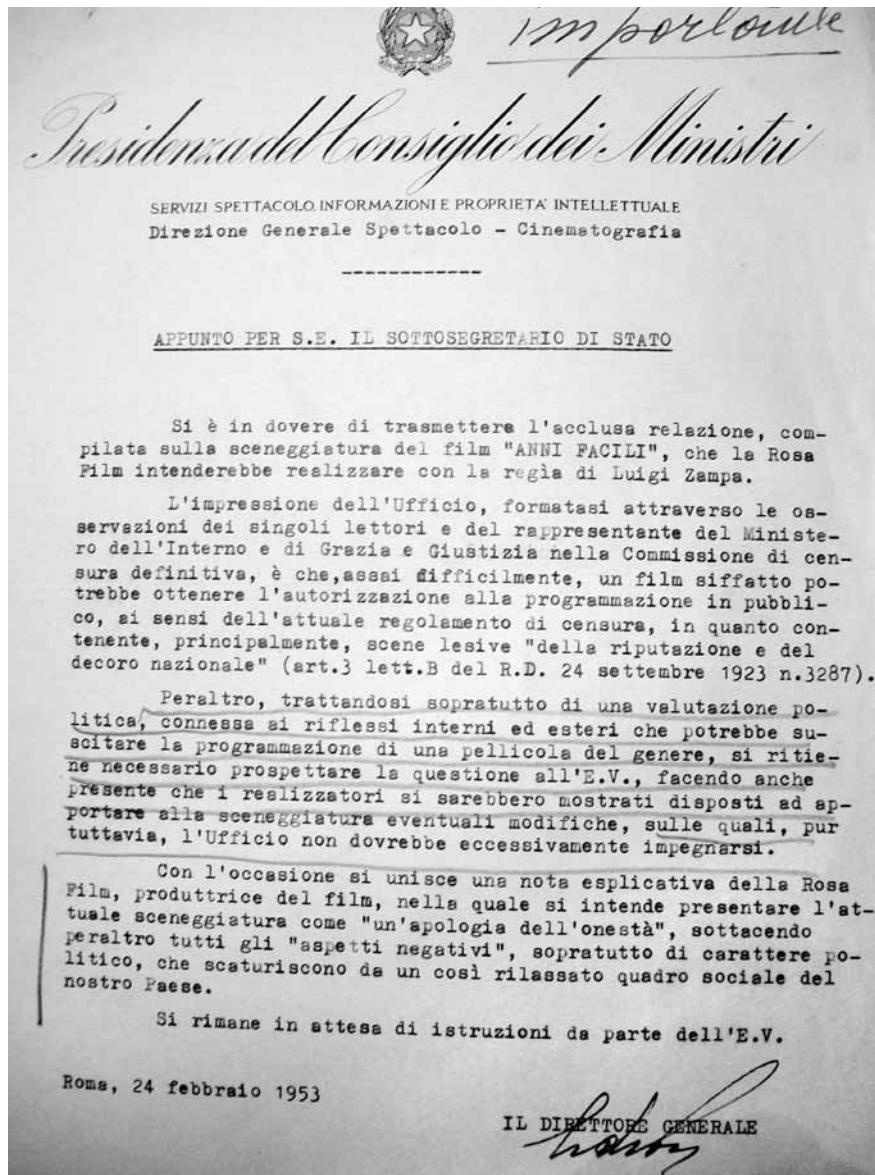 importante
Presidenza del Consiglio dei Ministri
SERVIZI SPETTACOLO, INFORMAZIONI E PROPRIETA' INTELLETTUALE
Direzione Generale Spettacolo - Cinematografia
------------
APPUNTO PER S.E. IL SOTTOSEGRETARIO DI STATO
Si è in dovere di trasmettere l'acclusa relazione, com-
pilata sulla sceneggiatura del film "ANNI FACILI", che la Rosa
Film intenderebbe realizzare con la regìa di Luigi Zampa.
L'impressione dell'Ufficio, formatasi attraverso le os-
servazioni dei singoli lettori e del rappresentante del Ministe-
ro dell'Interno e di Grazia e Giustizia nella Commissione di cen-
sura definitiva, è che,assai difficilmente, un film siffatto po-
trebbe ottenere l'autorizzazione alla programmazione in pubbli-
co, ai sensi dell'attuale regolamento di censura, in quanto con-
tenente, principalmente, scene lesive "della riputazione e del
decoro nazionale" (art.3 lett.B del R.D. 24 settembre 1923 n.3287).
Peraltro, trattandosi sopratutto di una valutazione po-
litica, connessa ai riflessi interni ed esteri che potrebbe su-
scitare la programmazione di una pellicola del genere, si ritie-
ne necessario prospettare la questione all'E.V., facendo anche
presente che i realizzatori si sarebbero mostrati disposti ad ap-
portare alla sceneggiatura eventuali modifiche, sulle quali, pur
tuttavia, l'Ufficio non dovrebbe eccessivamente impegnarsi.
Con l'occasione si unisce una nota esplicativa della Rosa
Film, produttrice del film, nella quale si intende presentare l'at-
tuale sceneggiatura come "un'apologia dell'onestà", sottacendo
peraltro tutti gli "aspetti negativi", sopratutto di carattere po-
litico, che scaturiscono da un così rilassato quadro sociale del
nostro Paese.
Si rimane in attesa di istruzioni da parte dell'E.V.
Roma, 24 febbraio 1953
IL DIRETTORE GENERALE